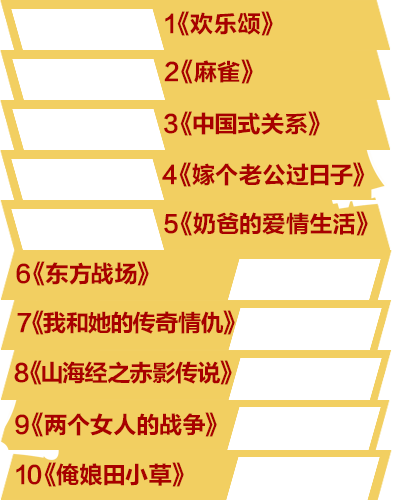 1《欢乐颂》
2《麻雀》
3《中国式关系》
4《嫁个老公过日子》
5《奶爸的爱情生活》
6《东方战场》
7《我和她的传奇情仇》
8《山海经之赤影传说》
9《两个女人的战争》
10《俺娘田小草》